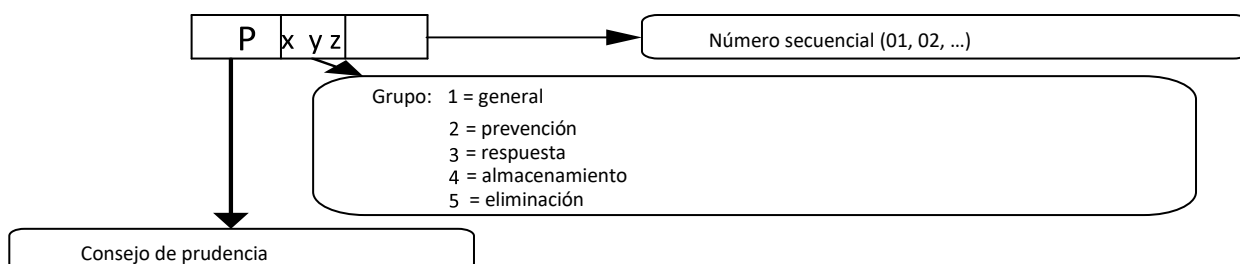 P x y z
Número secuencial (01, 02, …)
Grupo: 1 = general
2 = prevención
3 = respuesta
4 = almacenamiento
5 = eliminación
Consejo de prudencia